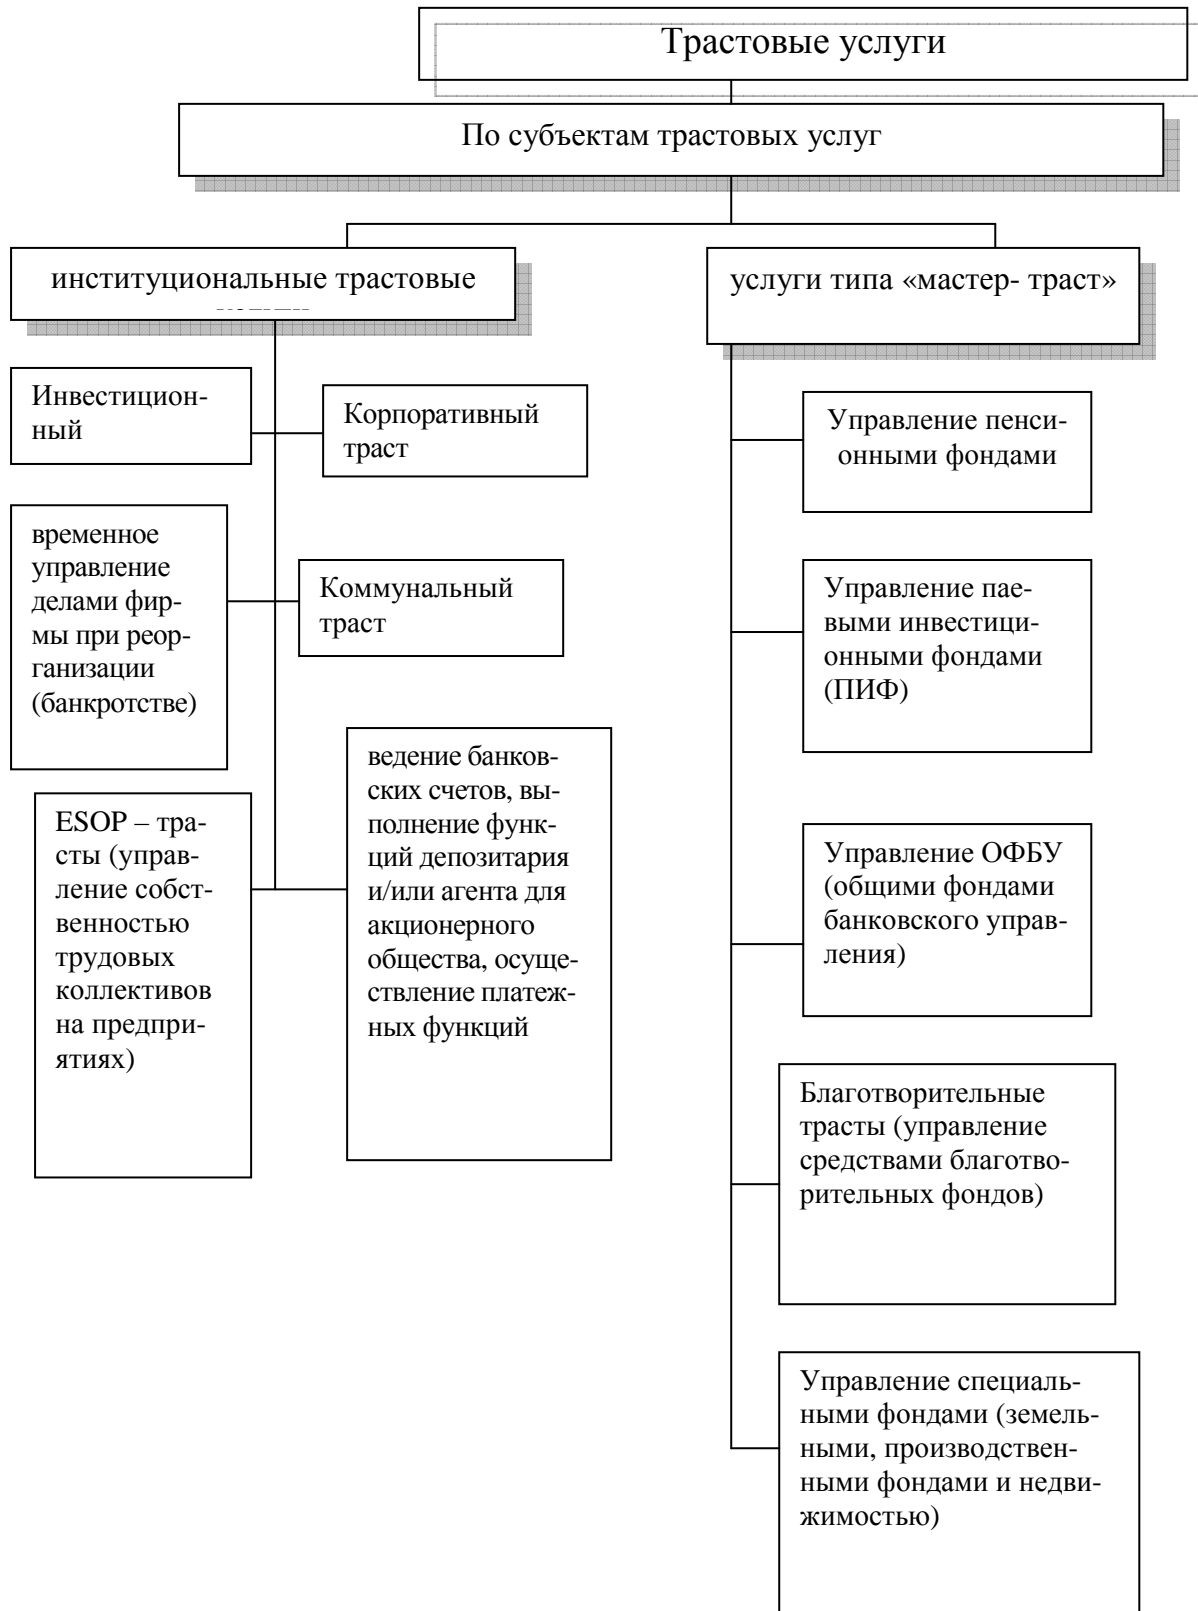 Трастовые услуги
По субъектам трастовых услуг
институциональные трастовые
услуги типа «мастер- траст»
Инвестицион-
ный
Корпоративный
траст
временное
управление
делами фир-
мы при реор-
ганизации
(банкротстве)
Коммунальный
траст
ESOP – тра-
сты (управ-
ление собст-
венностью
трудовых
коллективов
на предпри-
ятиях)
ведение банков-
ских счетов, вы-
полнение функ-
ций депозитария
и/или агента для
акционерного
общества, осуще-
ствление платеж-
ных функций
Управление пенси-
онными фондами
Управление пае-
выми инвестици-
онными фондами
(ПИФ)
Управление ОФБУ
(общими фондами
банковского управ-
ления)
Благотворительные
трасты (управление
средствами благотво-
рительных фондов)
Управление специаль-
ными фондами (земель-
ными, производствен-
ными фондами и недви-
жимостью)